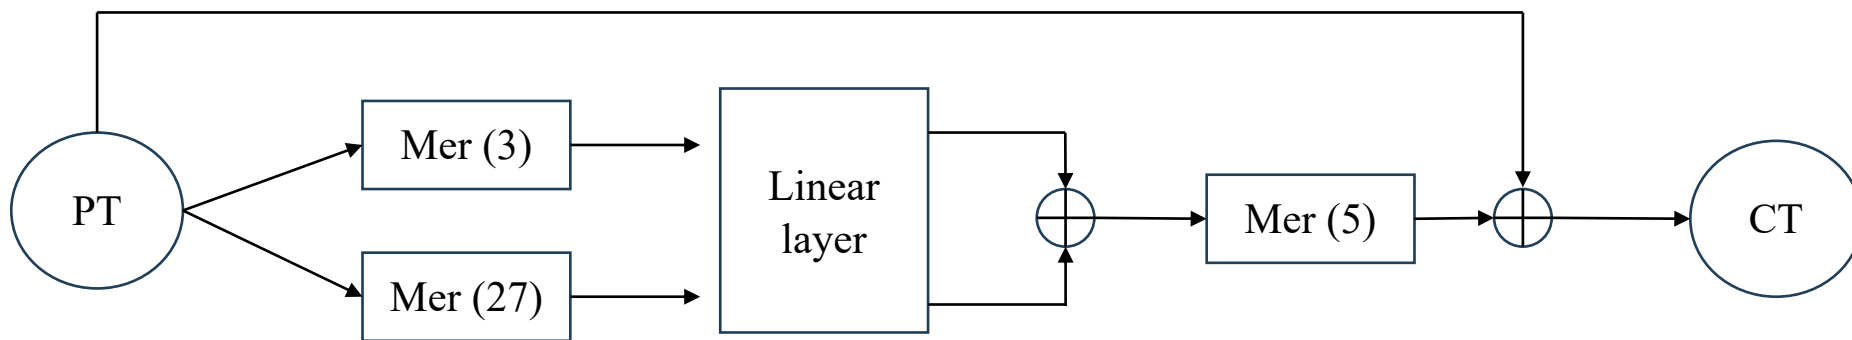 PT
Mer (3)
Mer (27)
Linear
layer
Mer (5)
CT